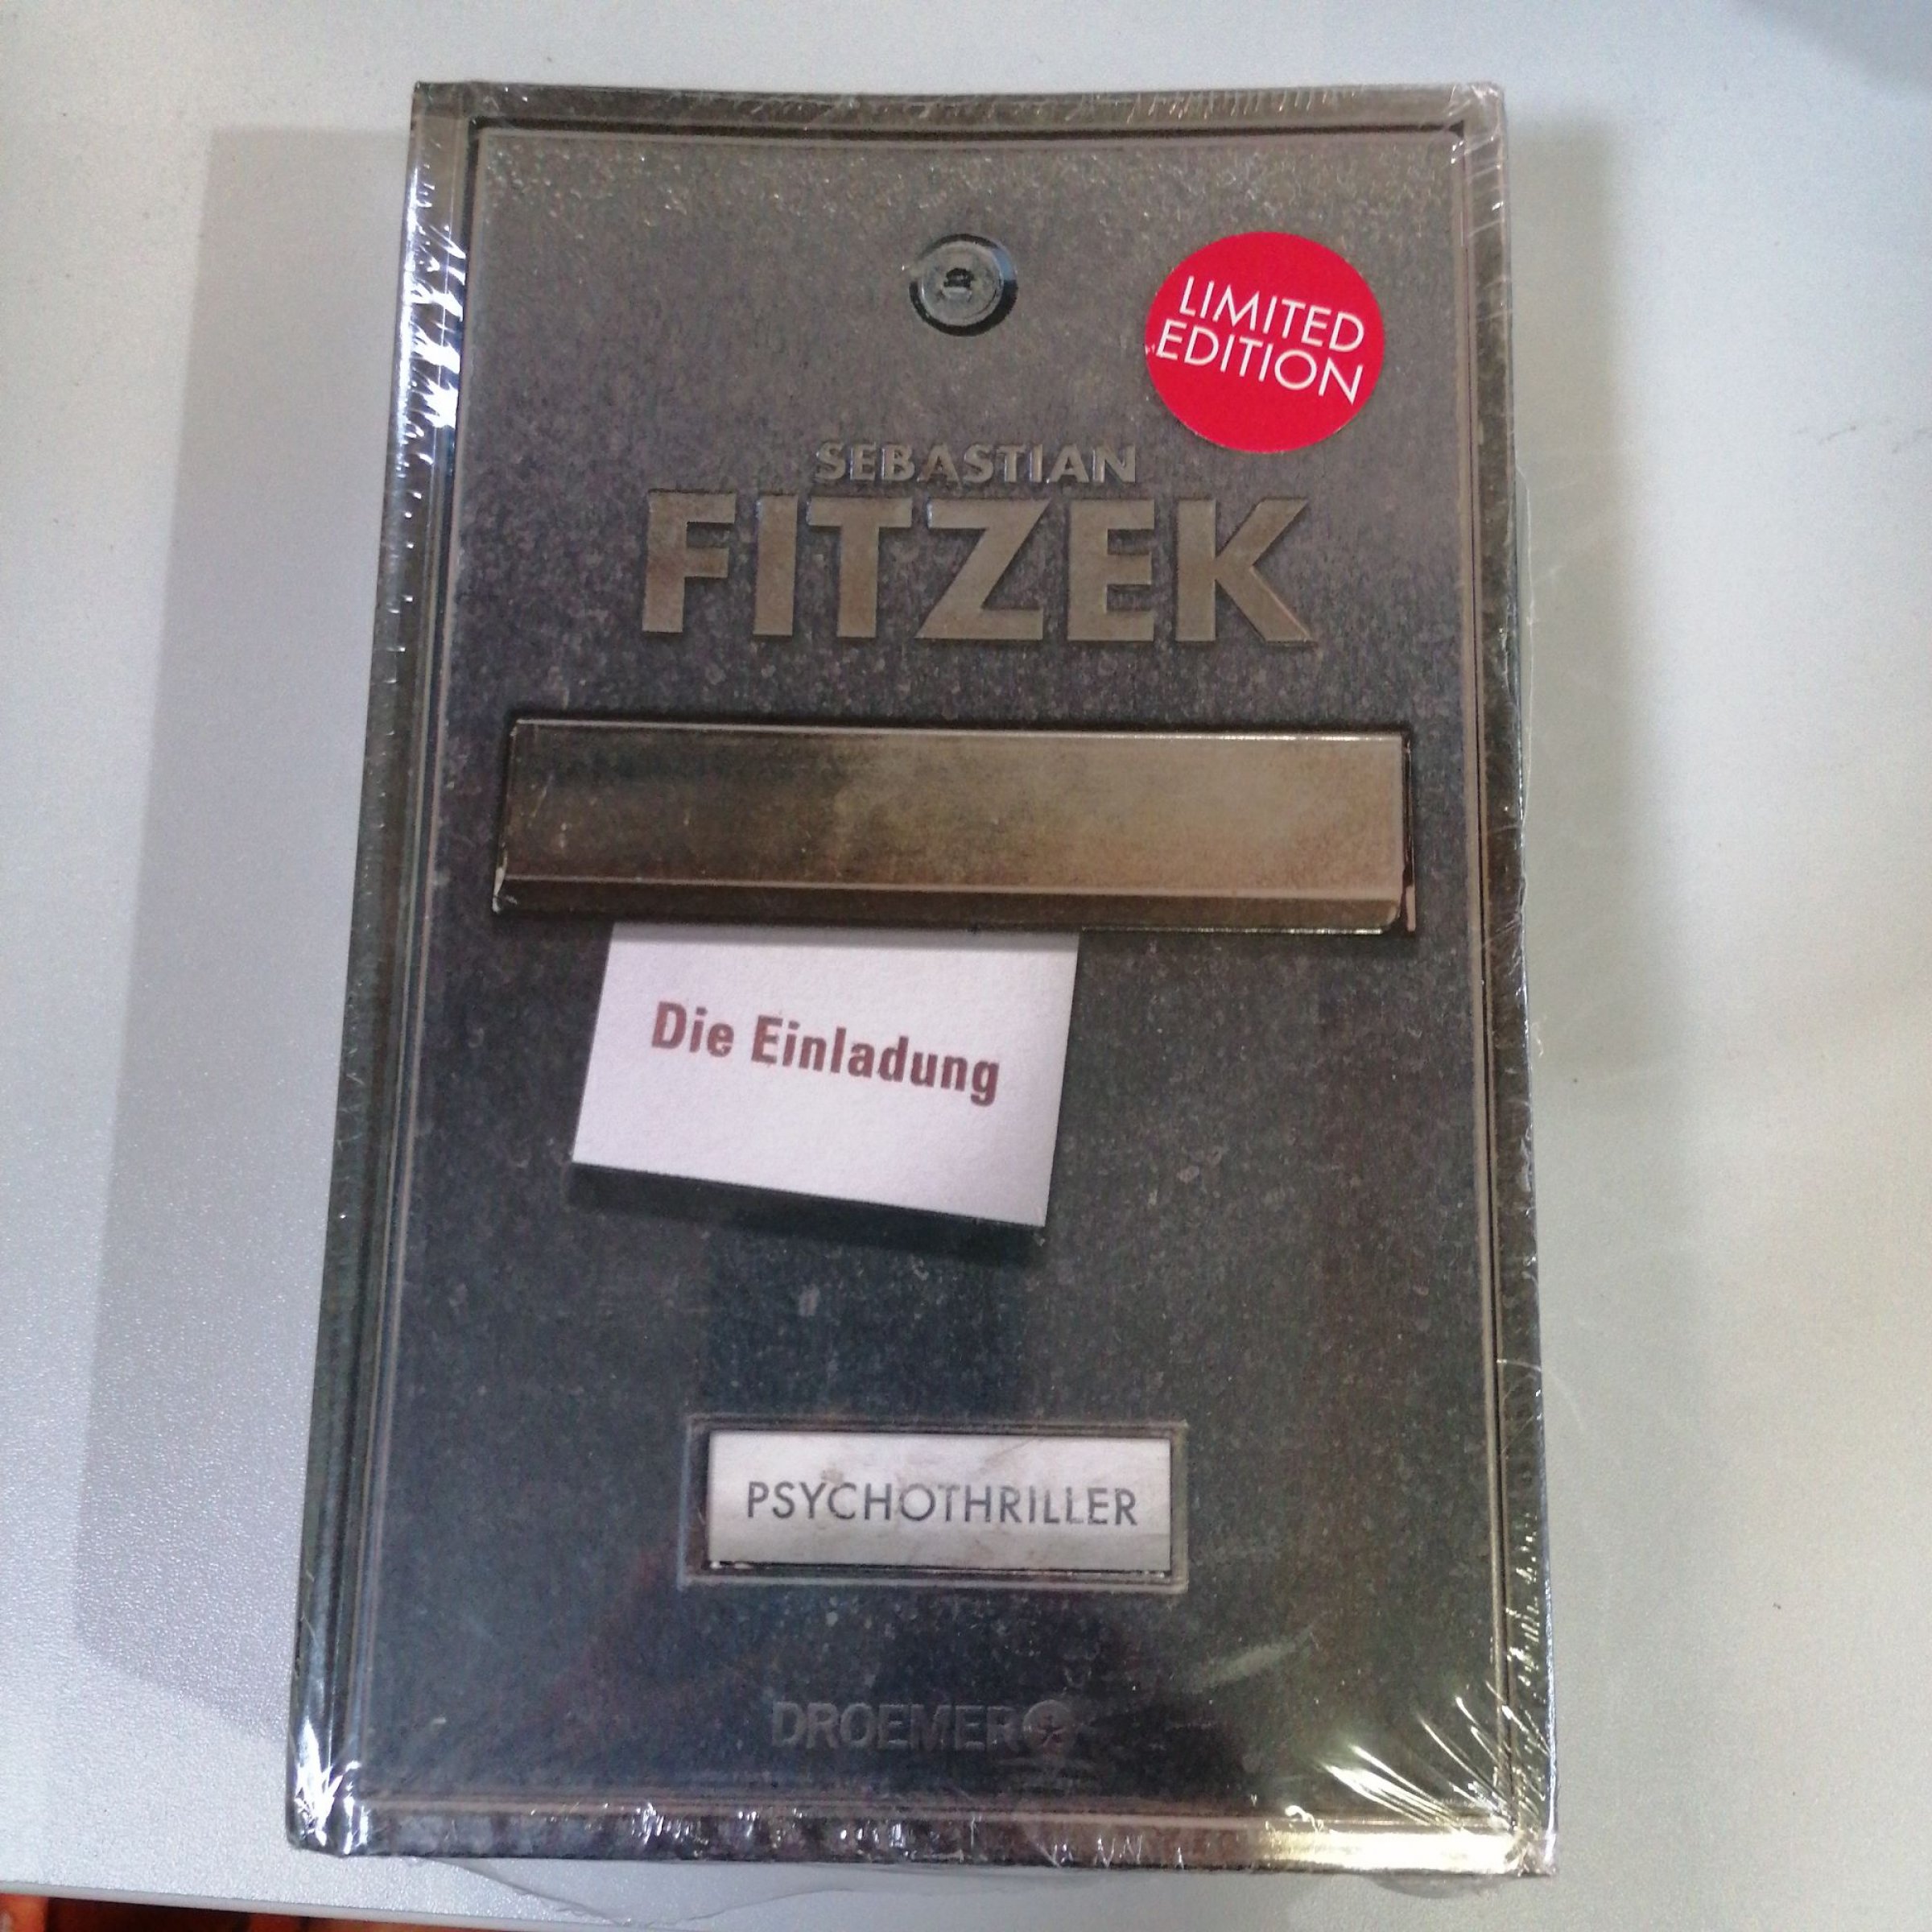 LIMITED
EDITION
SEBASTIAN
FITZEK
Die Einladung
PSYCHOTHRILLER
DROEMER